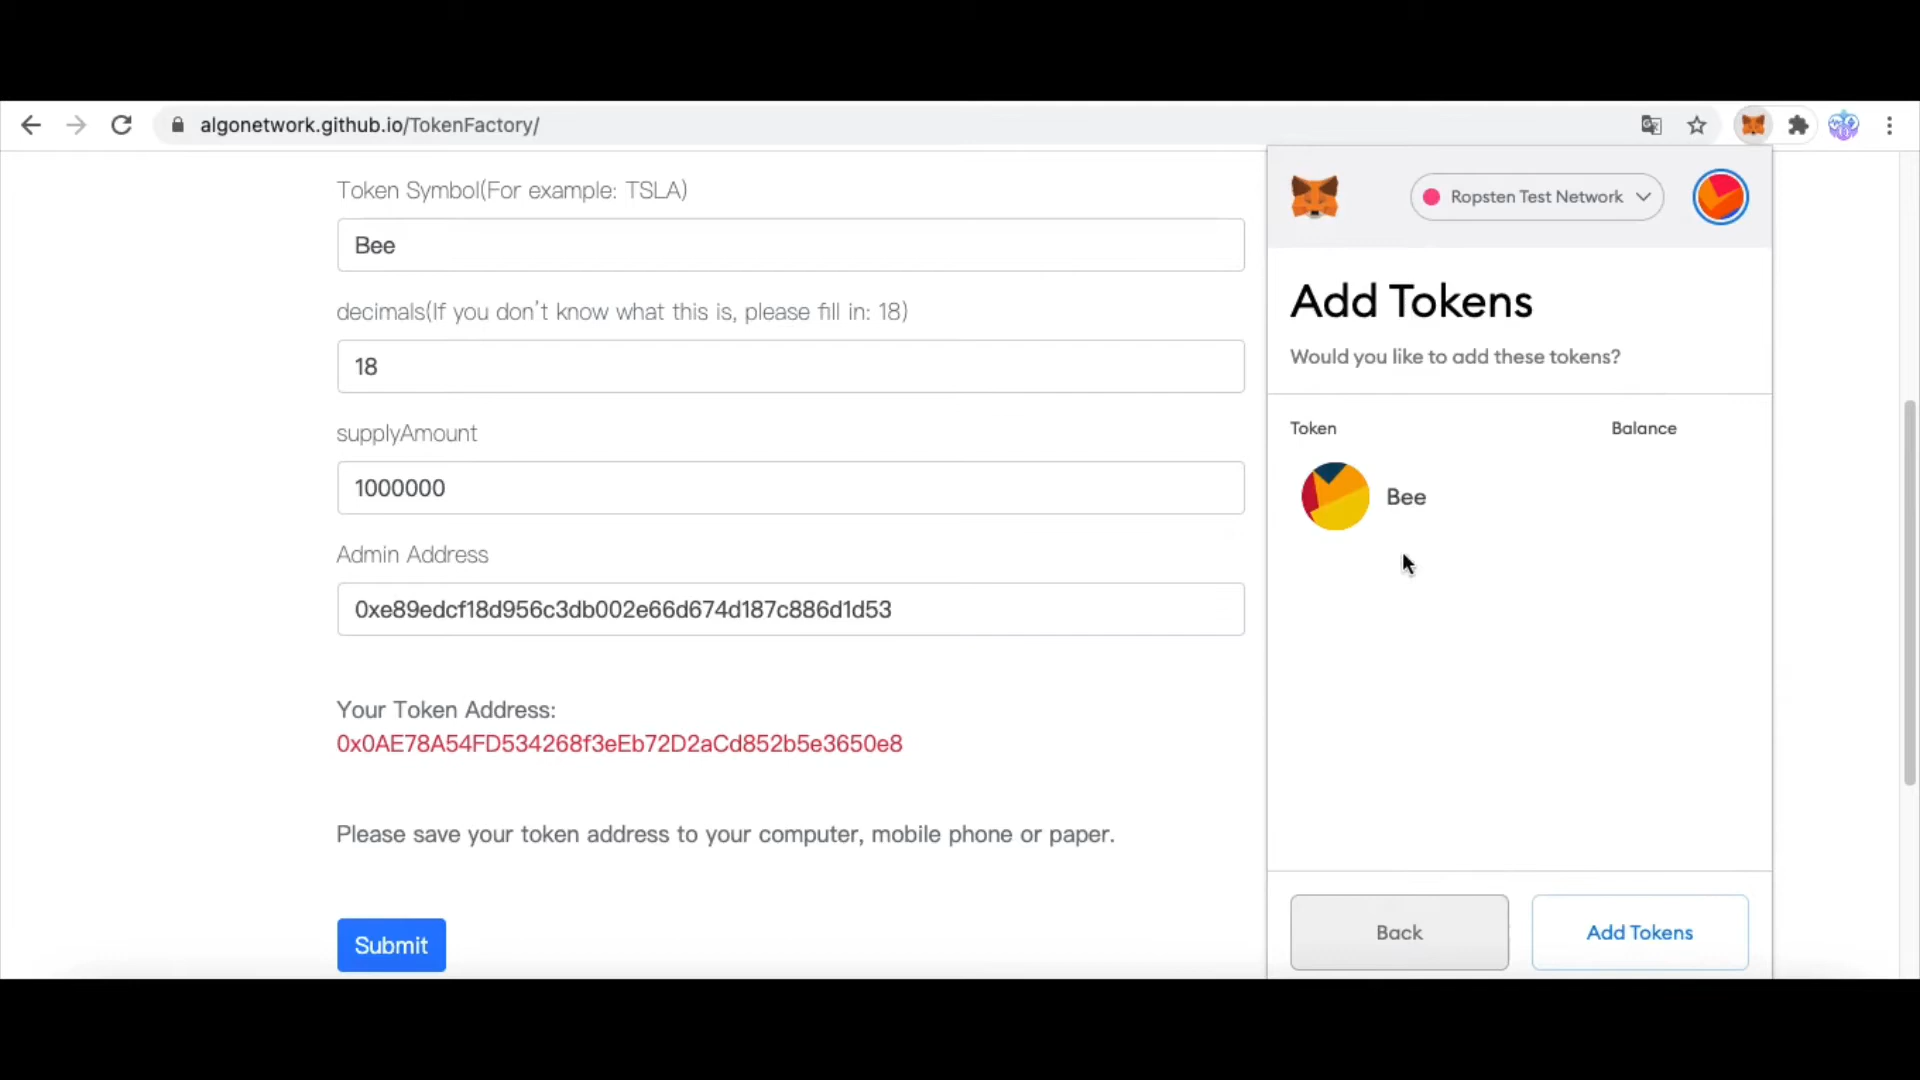 algonetwork.github.io/TokenFactory/
Token Symbol(For example: TSLA)
Bee
decimals(If you don't know what this is, please fill in: 18)
18
supplyAmount
1000000
Admin Address
0xe89edcf18d956c3db002e66d674d187c886d1d53
Your Token Address:
0x0AE78A54FD534268f3eEb72D2aCd852b5e3650e8
Please save your token address to your computer, mobile phone or paper.
Submit
Ropsten Test Network
Add Tokens
Would you like to add these tokens?
Token Balance
Bee
Back Add Tokens